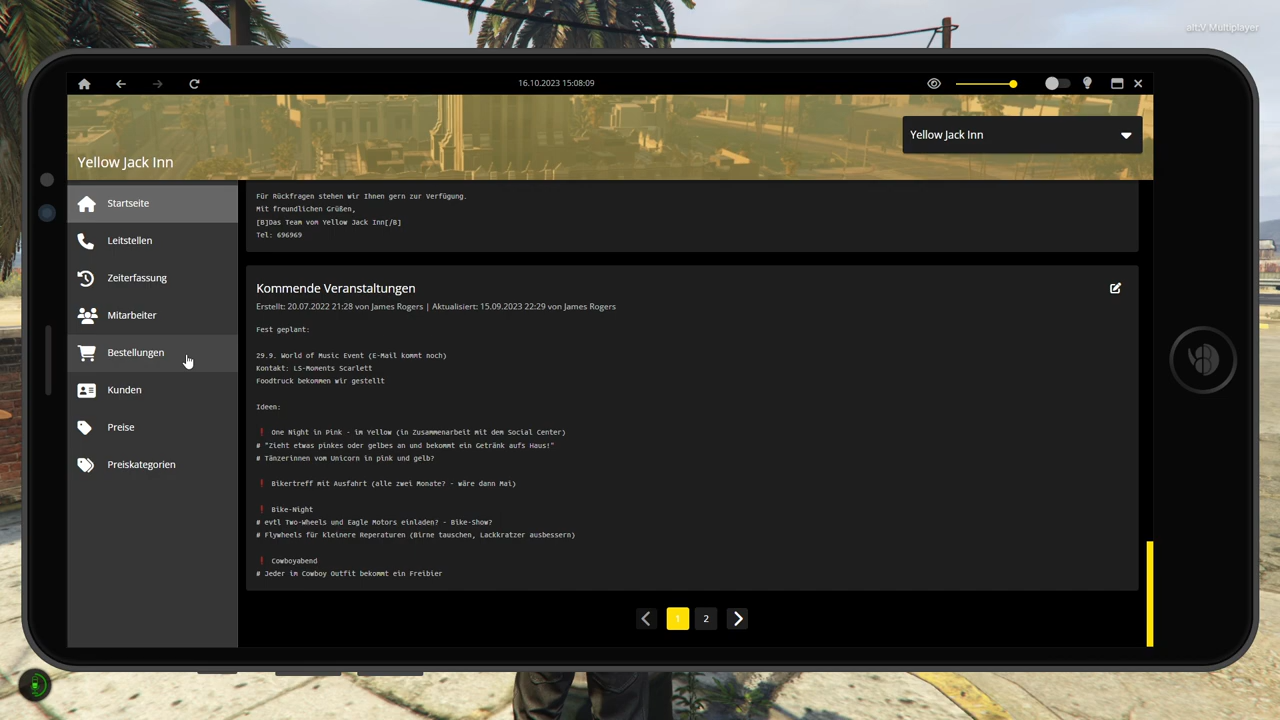 alt:V Multiplayer
16.10.2023 15:08:09
Yellow Jack Inn
Yellow Jack Inn
Startseite
Leitstellen
Zeiterfassung
Mitarbeiter
Bestellungen
Kunden
Preise
Preiskategorien
Für Rückfragen stehen wir Ihnen gern zur Verfügung.
Mit freundlichen Grüßen,
[B]Das Team vom Yellow Jack Inn[/B]
Tel: 696969
Kommende Veranstaltungen
Erstellt: 20.07.2022 21:28 von James Rogers | Aktualisiert: 15.09.2023 22:29 von James Rogers
Fest geplant:
29.9. World of Music Event (E-Mail kommt noch)
Kontakt: LS-Moments Scarlett
Foodtruck bekommen wir gestellt
Ideen:
❗ One Night in Pink - im Yellow (in Zusammenarbeit mit dem Social Center)
# "Zieht etwas pinkes oder gelbes an und bekommt ein Getränk aufs Haus!"
# Tänzerinnen vom Unicorn in pink und gelb?
❗ Bikertreff mit Ausfahrt (alle zwei Monate? - wäre dann Mai)
❗ Bike-Night
# evtl Two-Wheels und Eagle Motors einladen? - Bike-Show?
# Flywheels für kleinere Reperaturen (Birne tauschen, Lackkratzer ausbessern)
❗ Cowboyabend
# Jeder im Cowboy Outfit bekommt ein Freibier
1 2